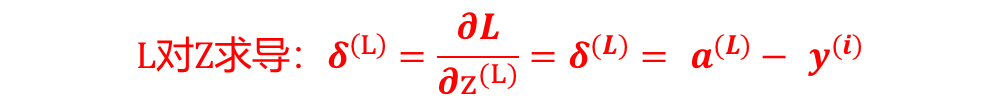 L对Z求导：δ^(L) = ∂L/∂z^(L) = δ^(L) = a^(L) − y^(i)